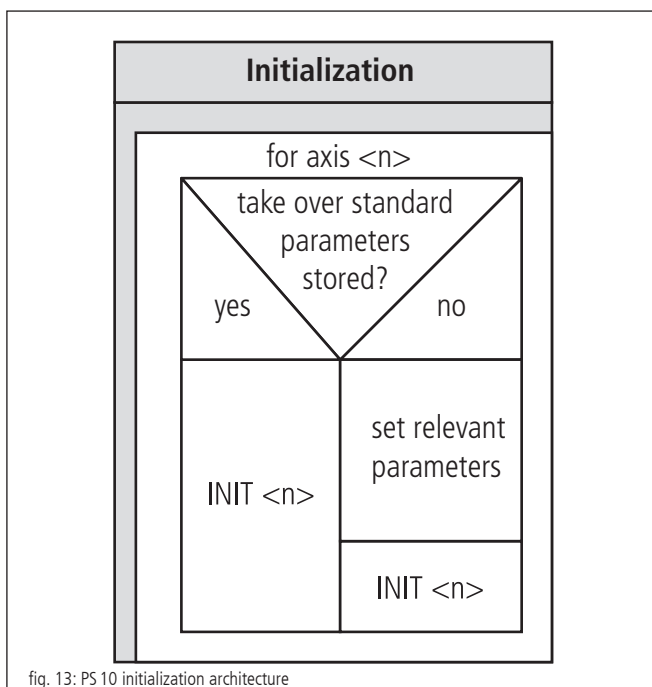 Initialization
for axis <n>
take over standard
parameters
stored?
yes
no
INIT <n>
set relevant
parameters
INIT <n>
fig. 13: PS 10 initialization architecture